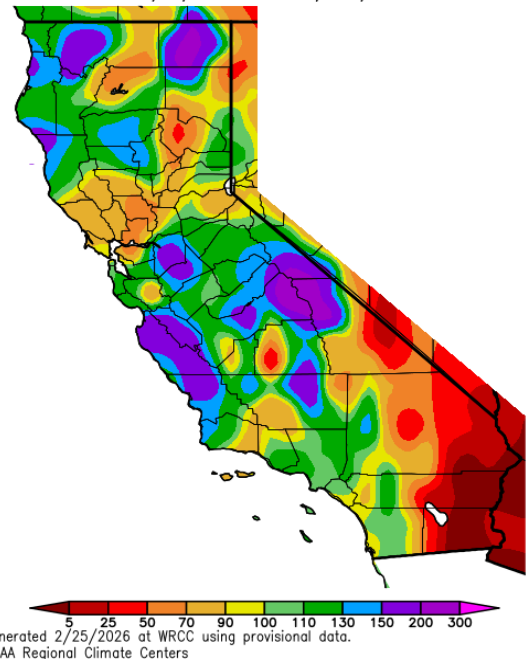 5 25 50 70 90 100 110 130 150 200 300
nerated 2/25/2026 at WRCC using provisional data.
AA Regional Climate Centers